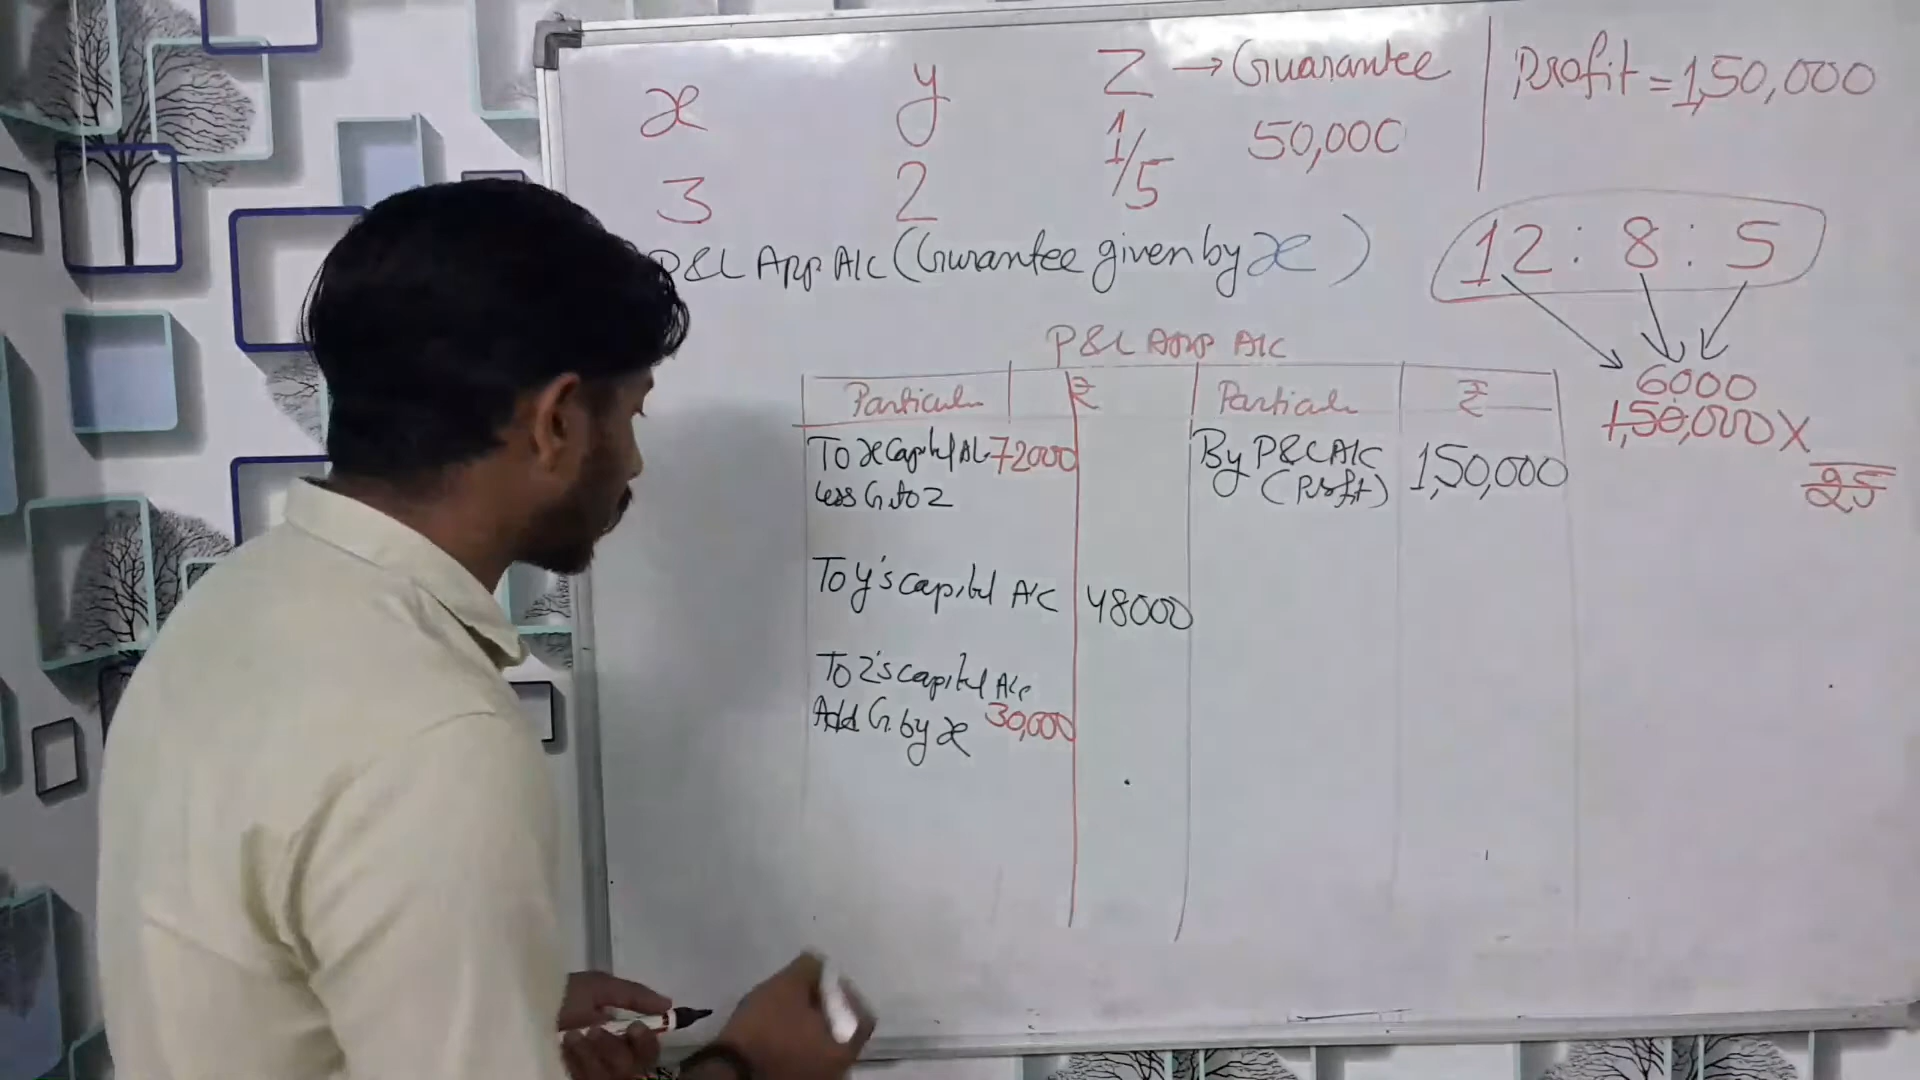 x y Z → Guarantee
3 2 1/5 50,000
Profit = 1,50,000
12 : 8 : 5
P&L App A/C (Gurantee given by x)
6000
1,50,000 X
25
P&L App A/C
Particular ₹ Particular ₹
To x Capital A/c 72000
Less G. to Z
By P&L A/C 1,50,000
(Profit)
To Y's capital A/C 48000
To Z's capital A/c
Add G. by x 30,000